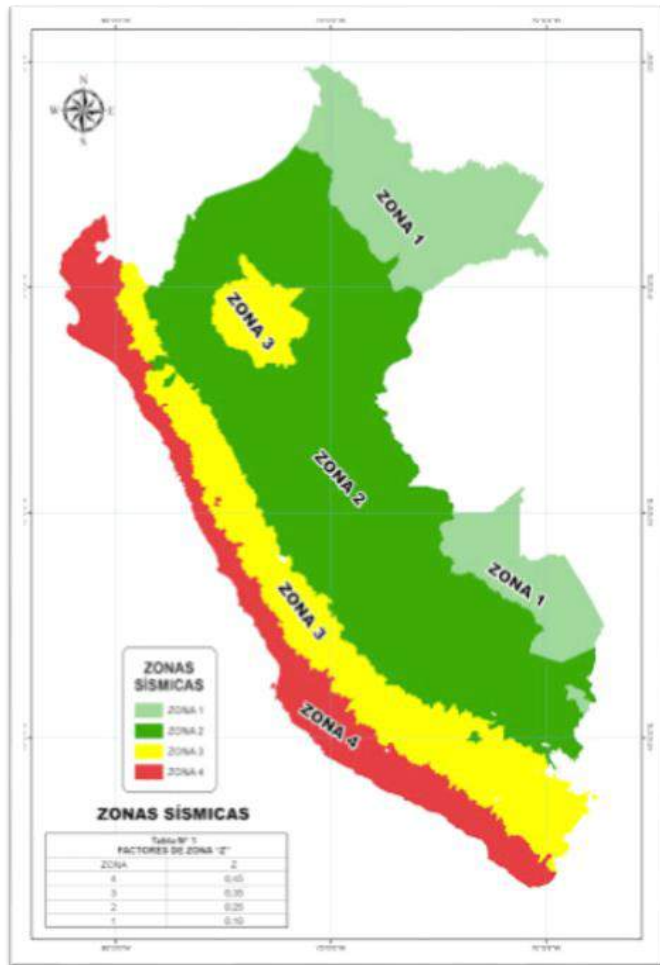 N
W E
S
ZONA 1
ZONA 3
ZONA 2
ZONA 1
ZONA 3
ZONA 4
ZONAS
SÍSMICAS
ZONA 1
ZONA 2
ZONA 3
ZONA 4
ZONAS SÍSMICAS
Tabla N° 1
FACTORES DE ZONA "Z"
ZONA Z
4 0,45
3 0,35
2 0,25
1 0,10